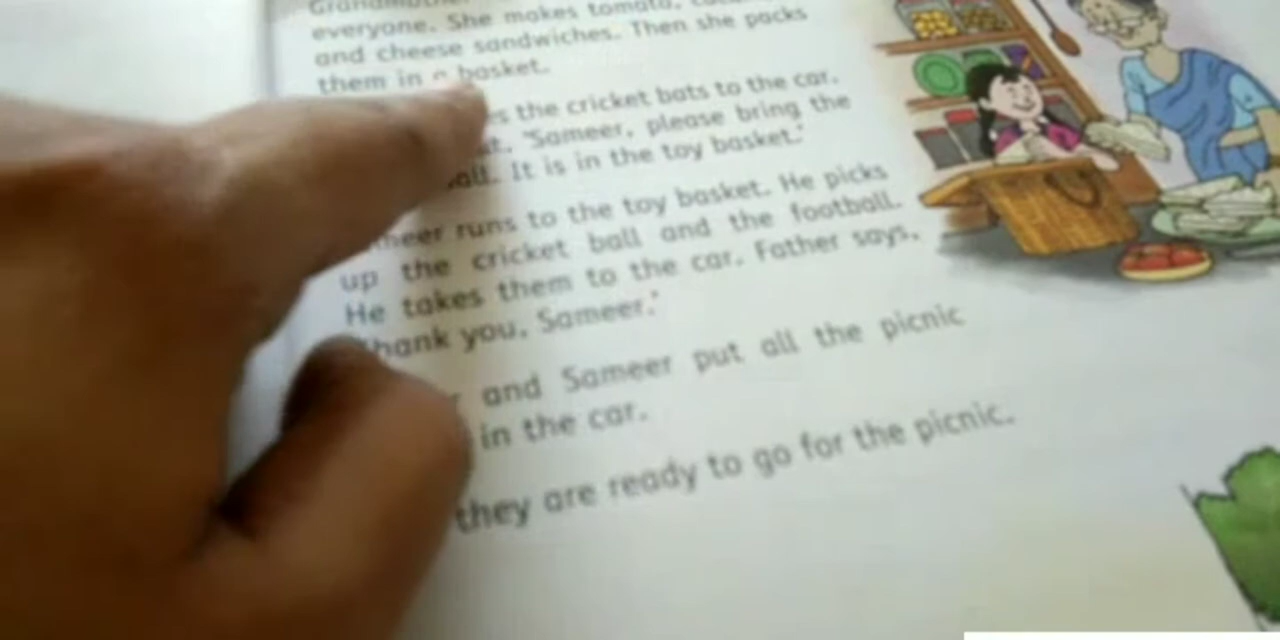 everyone. She makes tomato,
and cheese sandwiches. Then she packs
them in a basket.
the cricket bats to the car.
"Sameer, please bring the
It is in the toy basket."
runs to the toy basket. He picks
up the cricket ball and the football.
He takes them to the car. Father says,
"Thank you, Sameer."
and Sameer put all the picnic
in the car.
they are ready to go for the picnic.